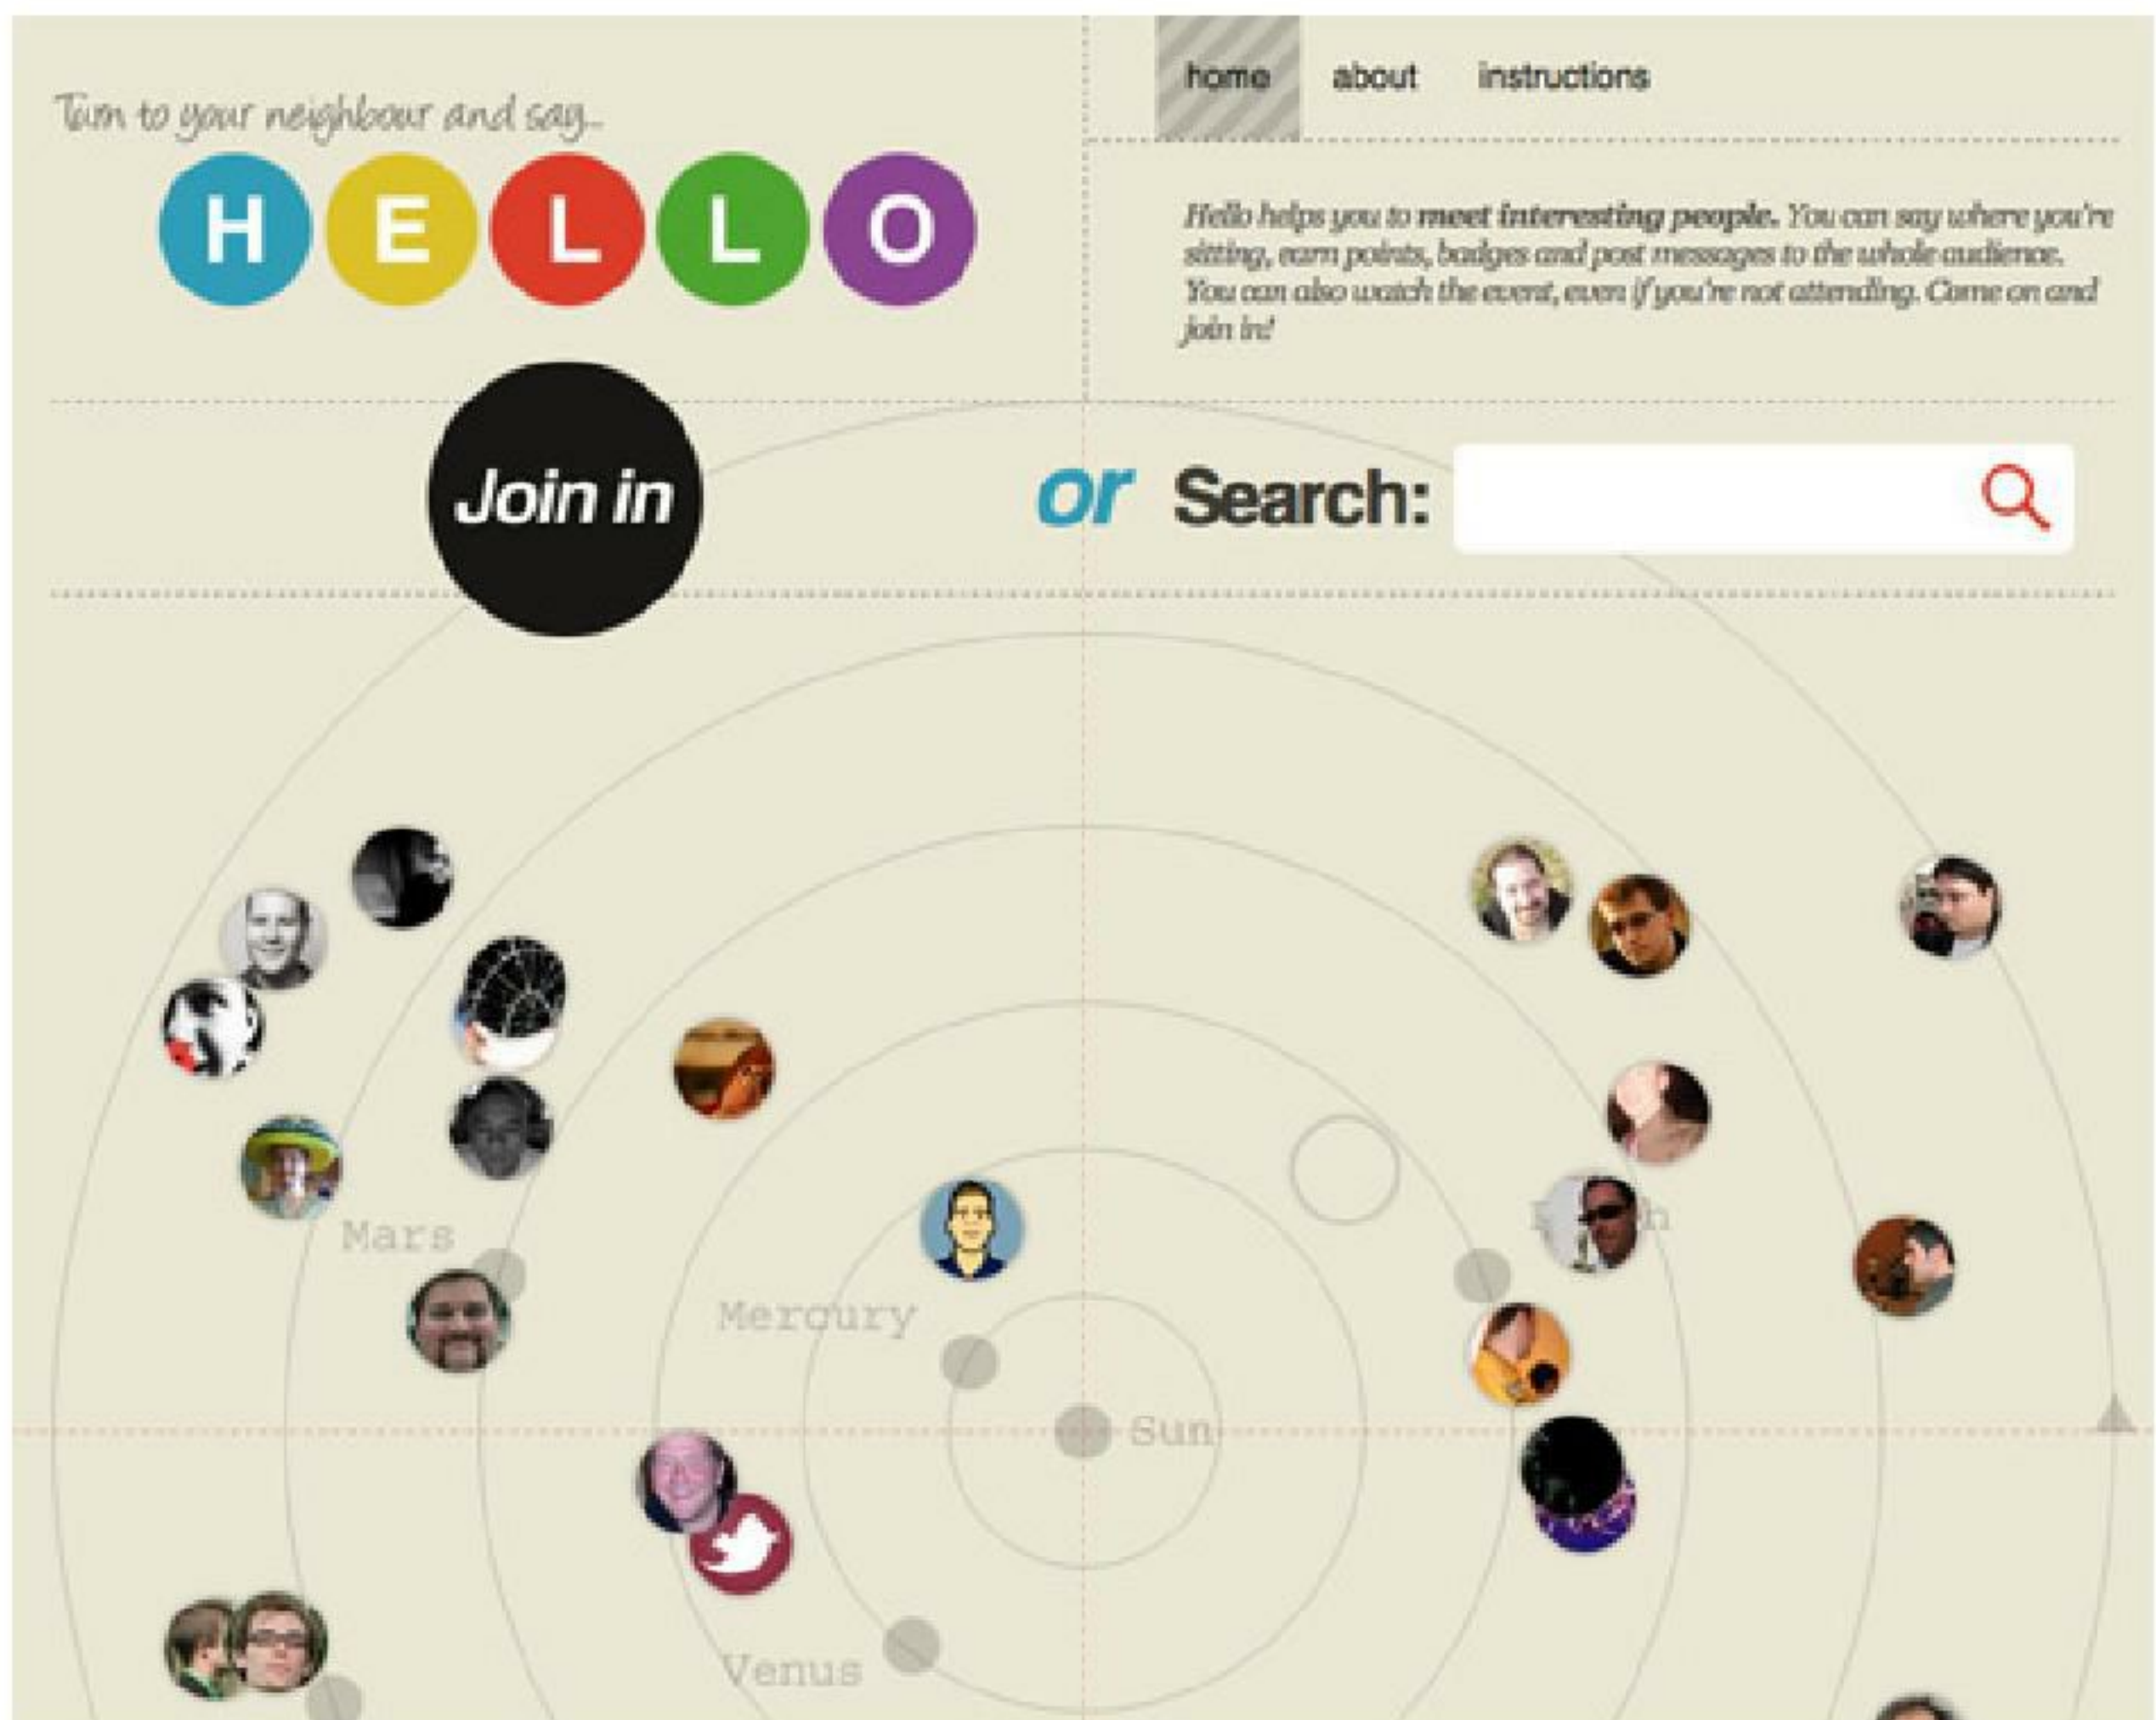 Turn to your neighbour and say...
HELLO
home about instructions
Hello helps you to meet interesting people. You can say where you're
sitting, earn points, badges and post messages to the whole audience.
You can also watch the event, even if you're not attending. Come on and
join in!
Join in
or Search:
Mars
Mercury
Sun
Venus